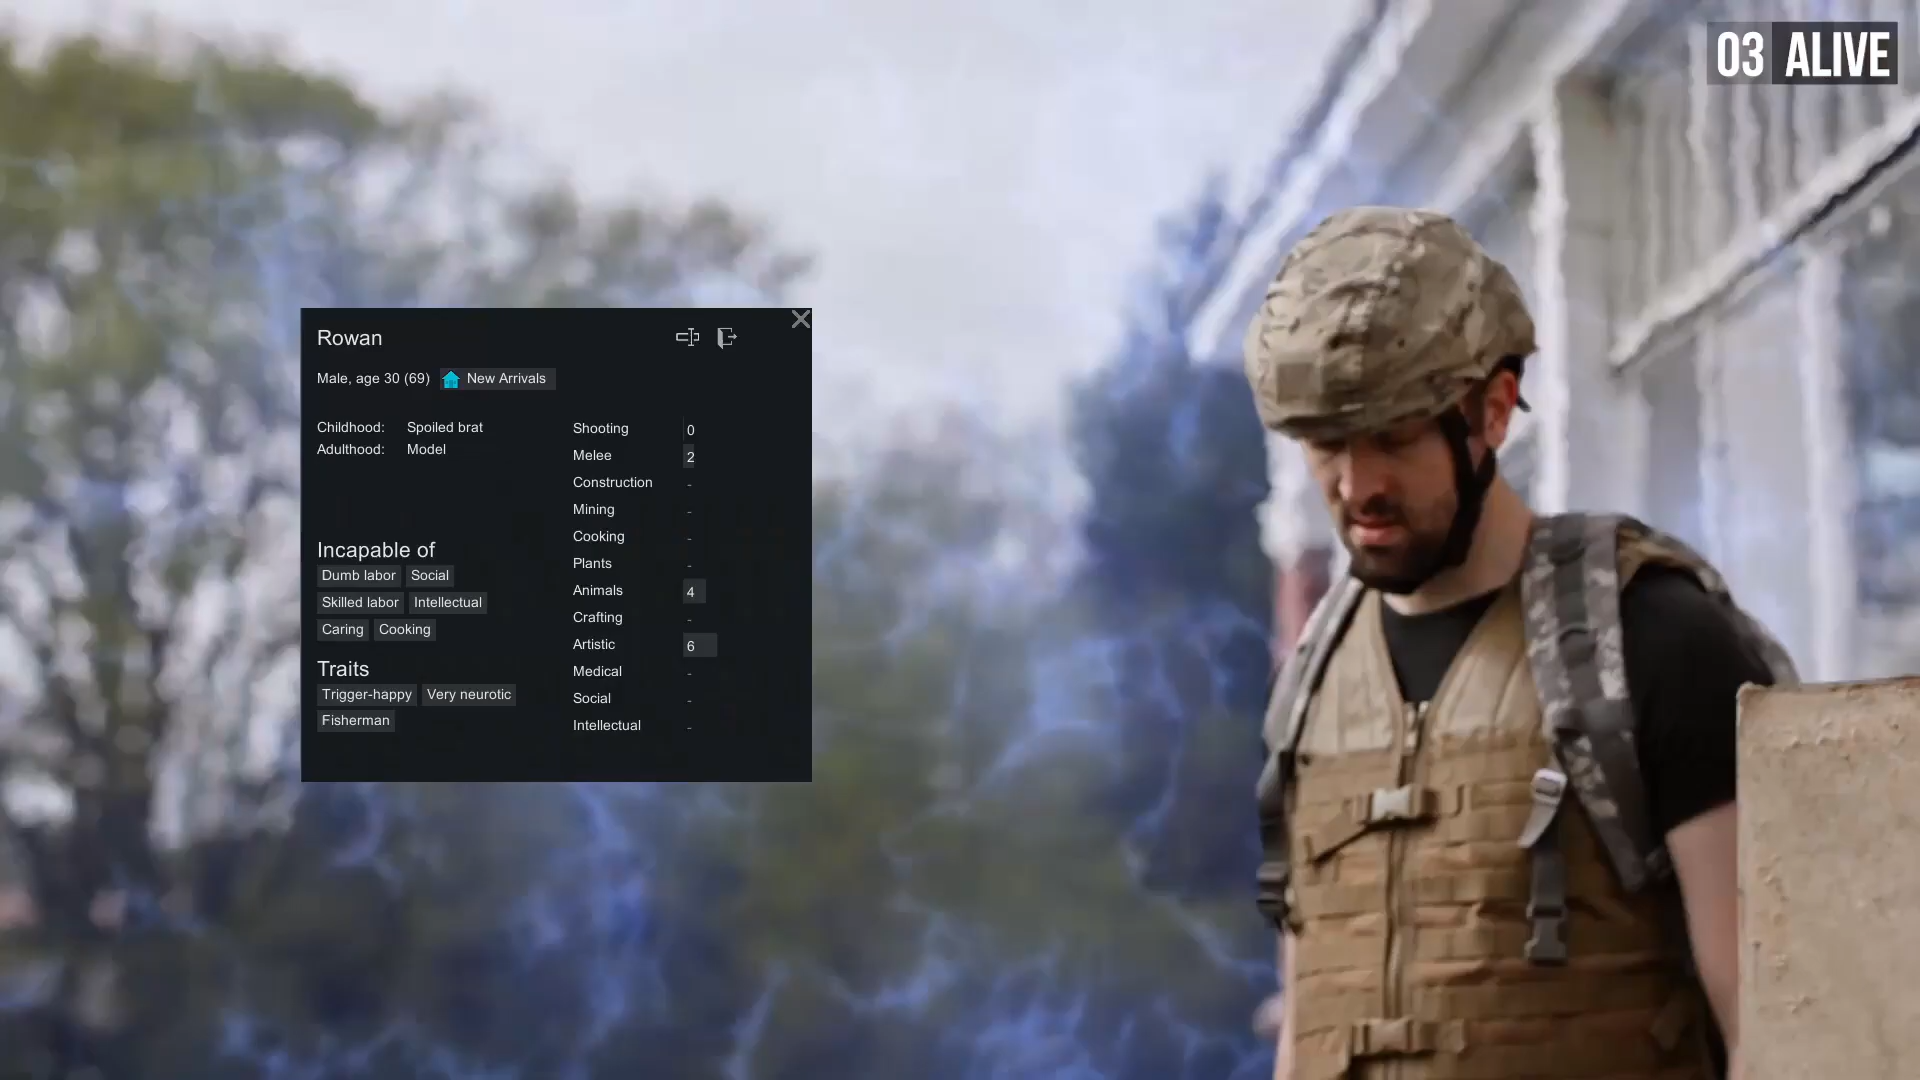 03 ALIVE
Rowan
Male, age 30 (69) New Arrivals
Childhood: Spoiled brat
Adulthood: Model
Incapable of
Dumb labor Social
Skilled labor Intellectual
Caring Cooking
Traits
Trigger-happy Very neurotic
Fisherman
Shooting 0
Melee 2
Construction -
Mining -
Cooking -
Plants -
Animals 4
Crafting -
Artistic 6
Medical -
Social -
Intellectual -